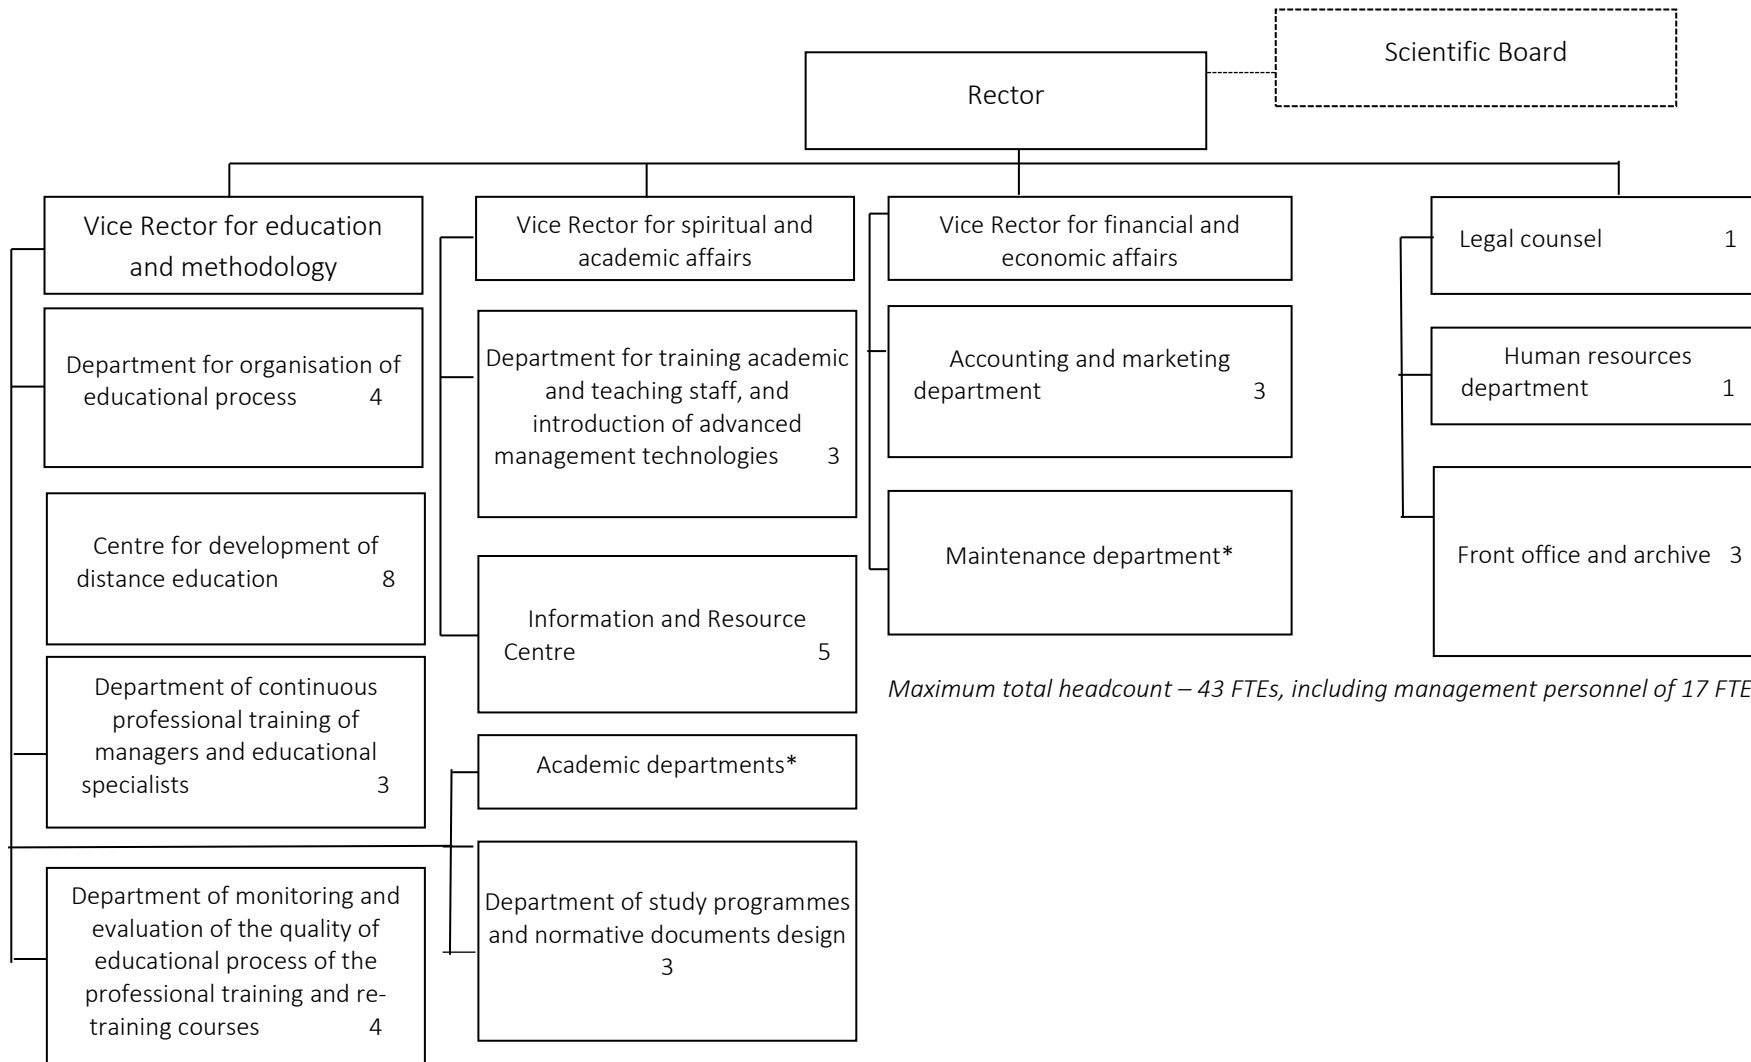 Scientific Board
Rector
Vice Rector for education
and methodology
Department for organisation of
educational process 4
Centre for development of
distance education 8
Department of continuous
professional training of
managers and educational
specialists 3
Department of monitoring and
evaluation of the quality of
educational process of the
professional training and re-
training courses 4
Vice Rector for spiritual and
academic affairs
Department for training academic
and teaching staff, and
introduction of advanced
management technologies 3
Information and Resource
Centre 5
Academic departments*
Department of study programmes
and normative documents design
3
Vice Rector for financial and
economic affairs
Accounting and marketing
department 3
Maintenance department*
Legal counsel 1
Human resources
department 1
Front office and archive 3
Maximum total headcount – 43 FTEs, including management personnel of 17 FTE